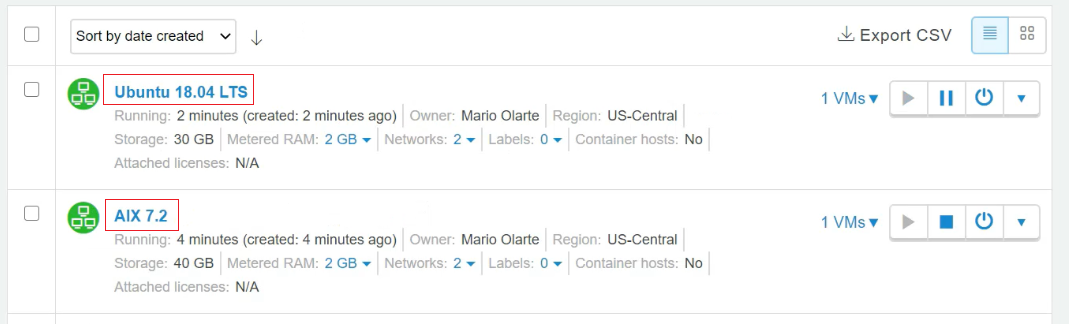 Sort by date created
Export CSV
Ubuntu 18.04 LTS
1 VMs
Running: 2 minutes (created: 2 minutes ago) Owner: Mario Olarte Region: US-Central
Storage: 30 GB Metered RAM: 2 GB Networks: 2 Labels: 0 Container hosts: No
Attached licenses: N/A
AIX 7.2
1 VMs
Running: 4 minutes (created: 4 minutes ago) Owner: Mario Olarte Region: US-Central
Storage: 40 GB Metered RAM: 2 GB Networks: 2 Labels: 0 Container hosts: No
Attached licenses: N/A